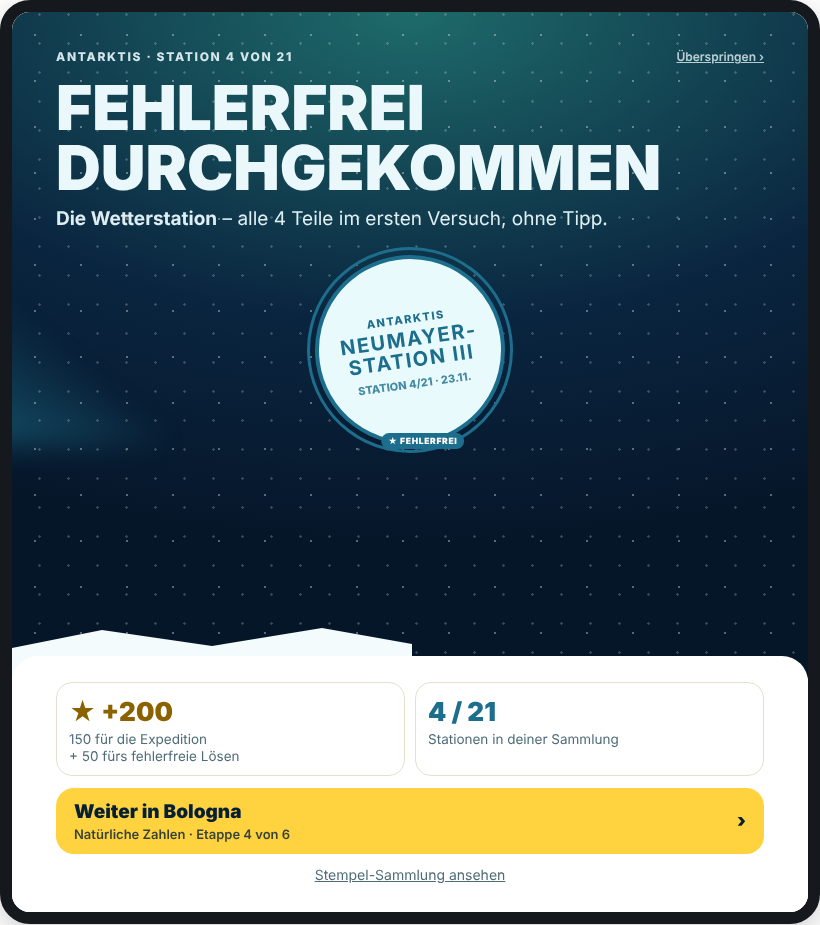 ANTARKTIS · STATION 4 VON 21
Überspringen ›
FEHLERFREI
DURCHGEKOMMEN
Die Wetterstation – alle 4 Teile im ersten Versuch, ohne Tipp.
ANTARKTIS
NEUMAYER-
STATION III
STATION 4/21 · 23.11.
★ FEHLERFREI
★ +200
150 für die Expedition
+ 50 fürs fehlerfreie Lösen
4 / 21
Stationen in deiner Sammlung
Weiter in Bologna
Natürliche Zahlen · Etappe 4 von 6
›
Stempel-Sammlung ansehen